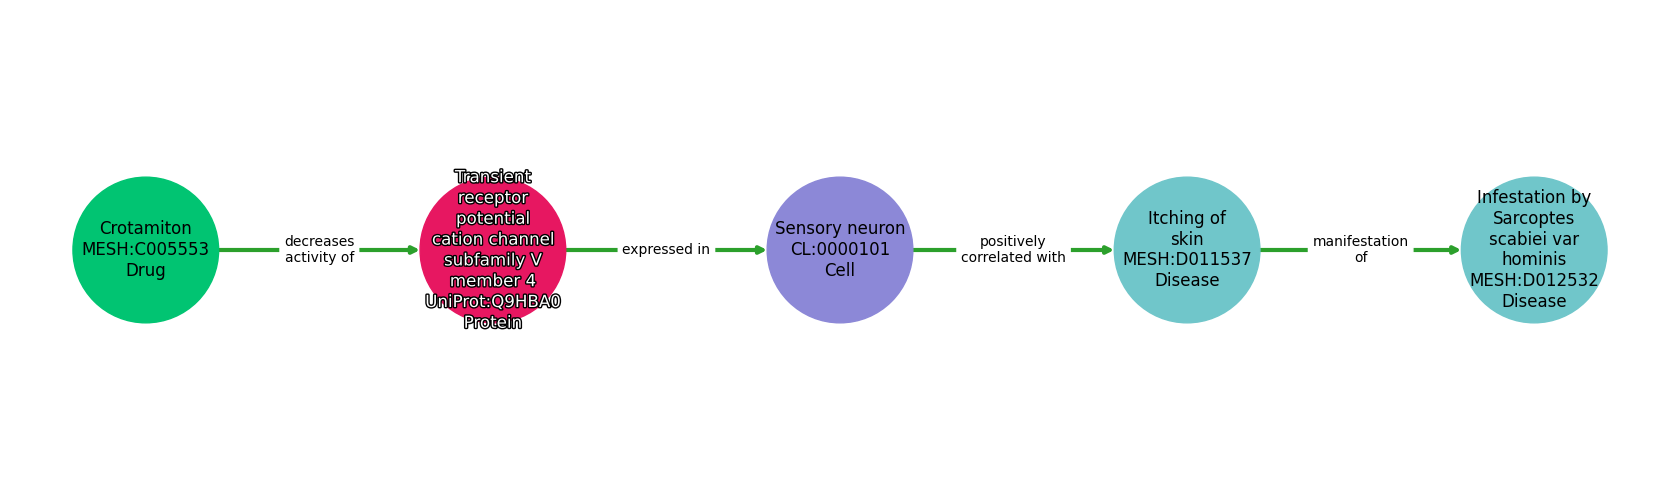 Crotamiton
MESH:C005553
Drug
decreases
activity of
Transient
receptor
potential
cation channel
subfamily V
member 4
UniProt:Q9HBA0
Protein
expressed in
Sensory neuron
CL:0000101
Cell
positively
correlated with
Itching of
skin
MESH:D011537
Disease
manifestation
of
Infestation by
Sarcoptes
scabiei var
hominis
MESH:D012532
Disease